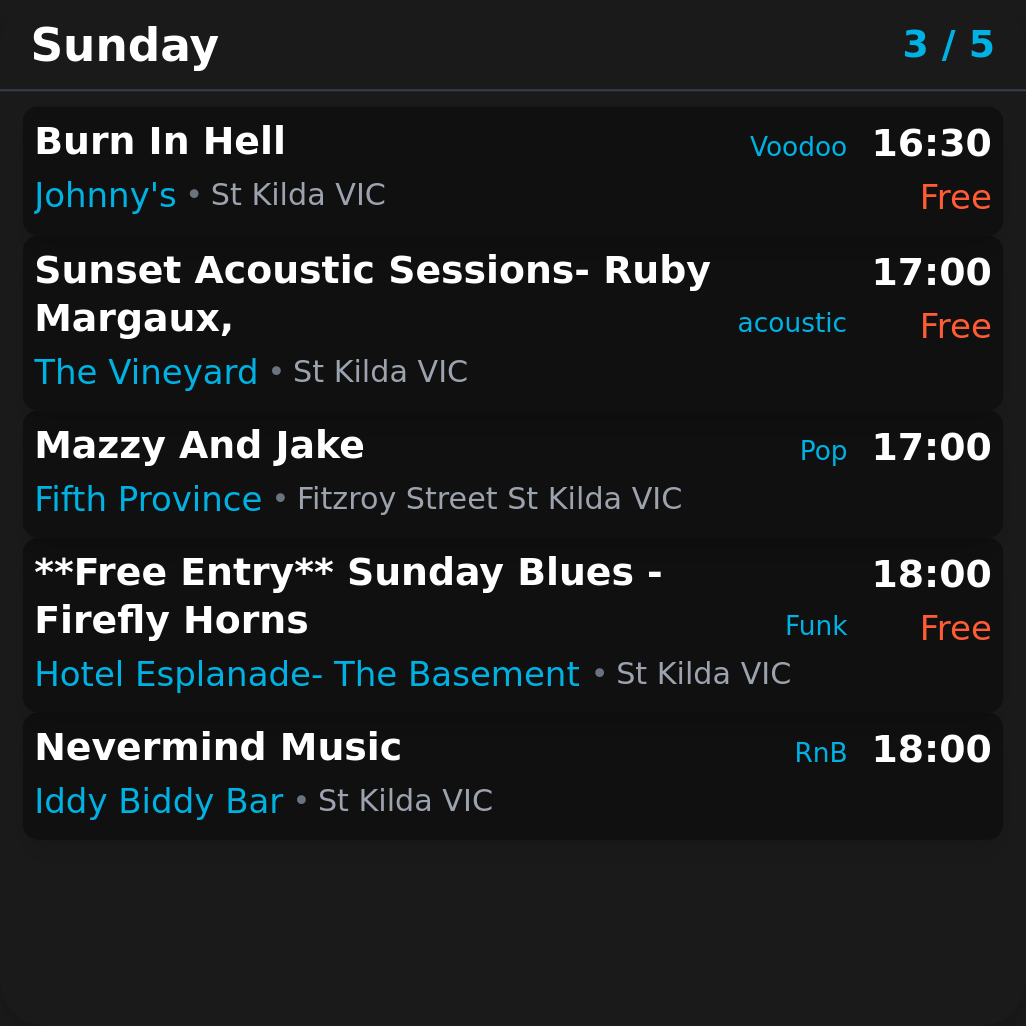 Sunday 3 / 5
Burn In Hell Voodoo 16:30
Johnny's • St Kilda VIC Free
Sunset Acoustic Sessions- Ruby 17:00
Margaux, acoustic Free
The Vineyard • St Kilda VIC
Mazzy And Jake Pop 17:00
Fifth Province • Fitzroy Street St Kilda VIC
**Free Entry** Sunday Blues - 18:00
Firefly Horns Funk Free
Hotel Esplanade- The Basement • St Kilda VIC
Nevermind Music RnB 18:00
Iddy Biddy Bar • St Kilda VIC